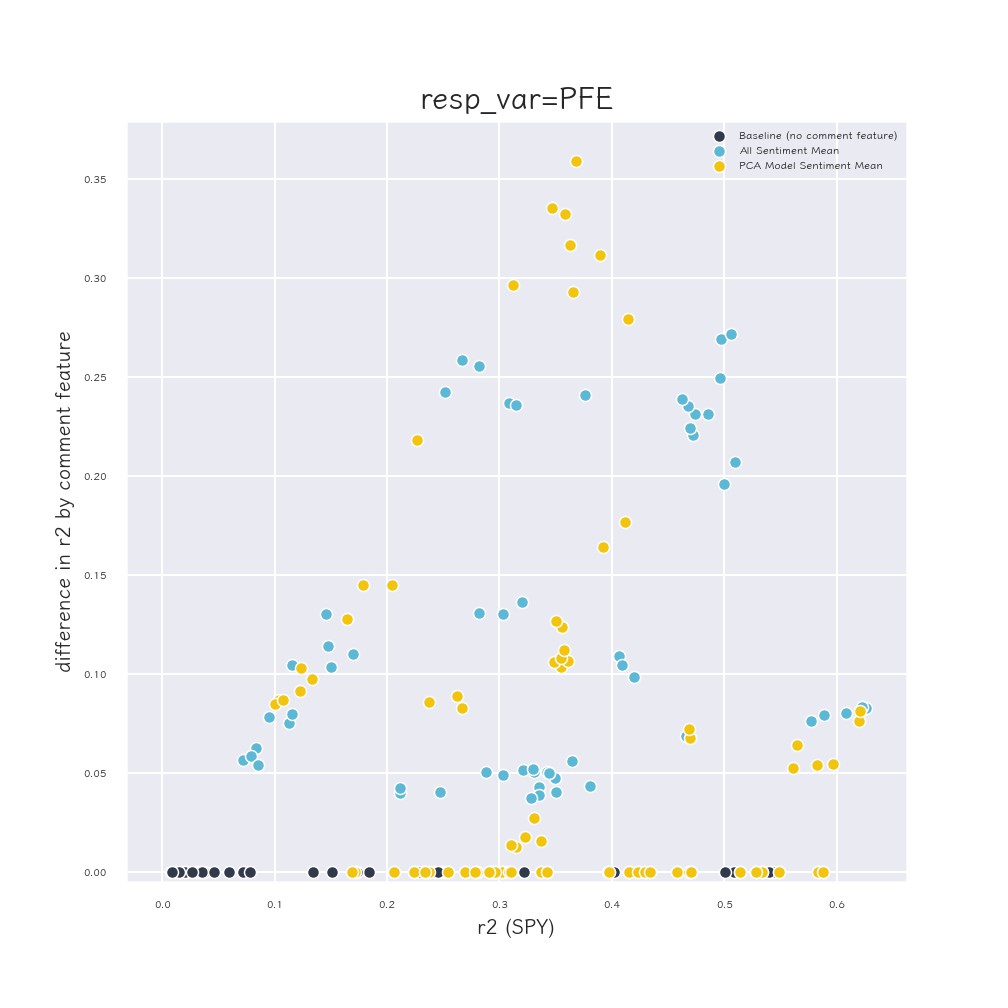 resp_var=PFE
Baseline (no comment feature)
All Sentiment Mean
PCA Model Sentiment Mean
difference in r2 by comment feature
0.35
0.30
0.25
0.20
0.15
0.10
0.05
0.00
0.0 0.1 0.2 0.3 0.4 0.5 0.6
r2 (SPY)